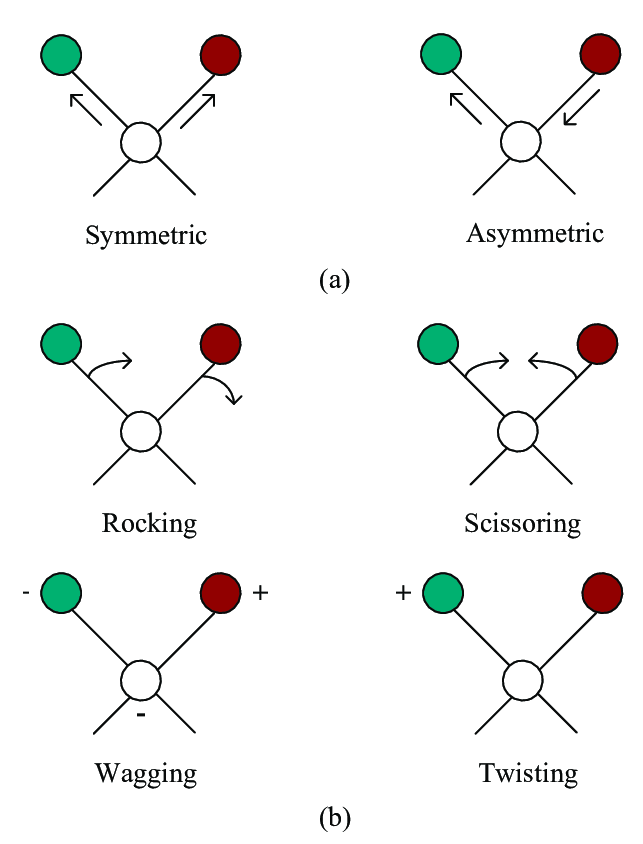 Symmetric Asymmetric
(a)
Rocking Scissoring
- + +
-
Wagging Twisting
(b)